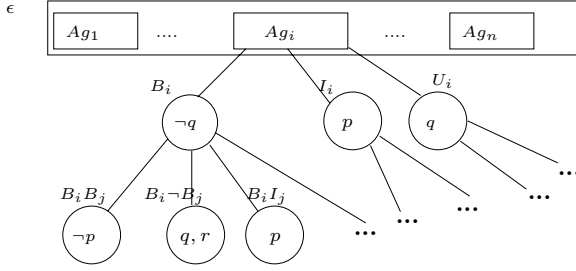 ϵ
Ag₁ .... Agᵢ .... Agₙ
Bᵢ Iᵢ Uᵢ
¬q p q
...
BᵢBⱼ Bᵢ¬Bⱼ BᵢIⱼ ... ... ... ...
¬p q, r p